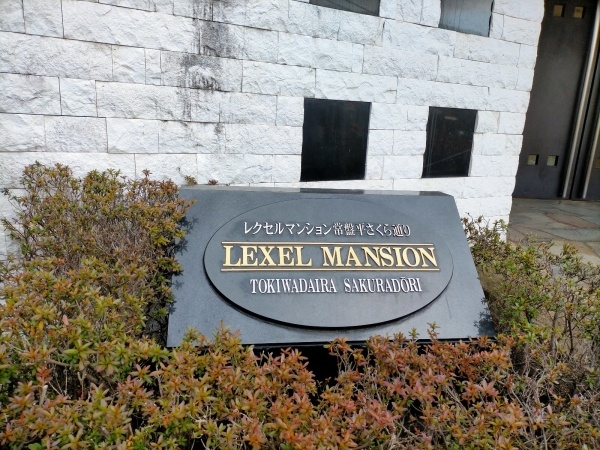 レクセルマンション常盤平さくら通り
LEXEL MANSION
TOKIWADAIRA SAKURADŌRI